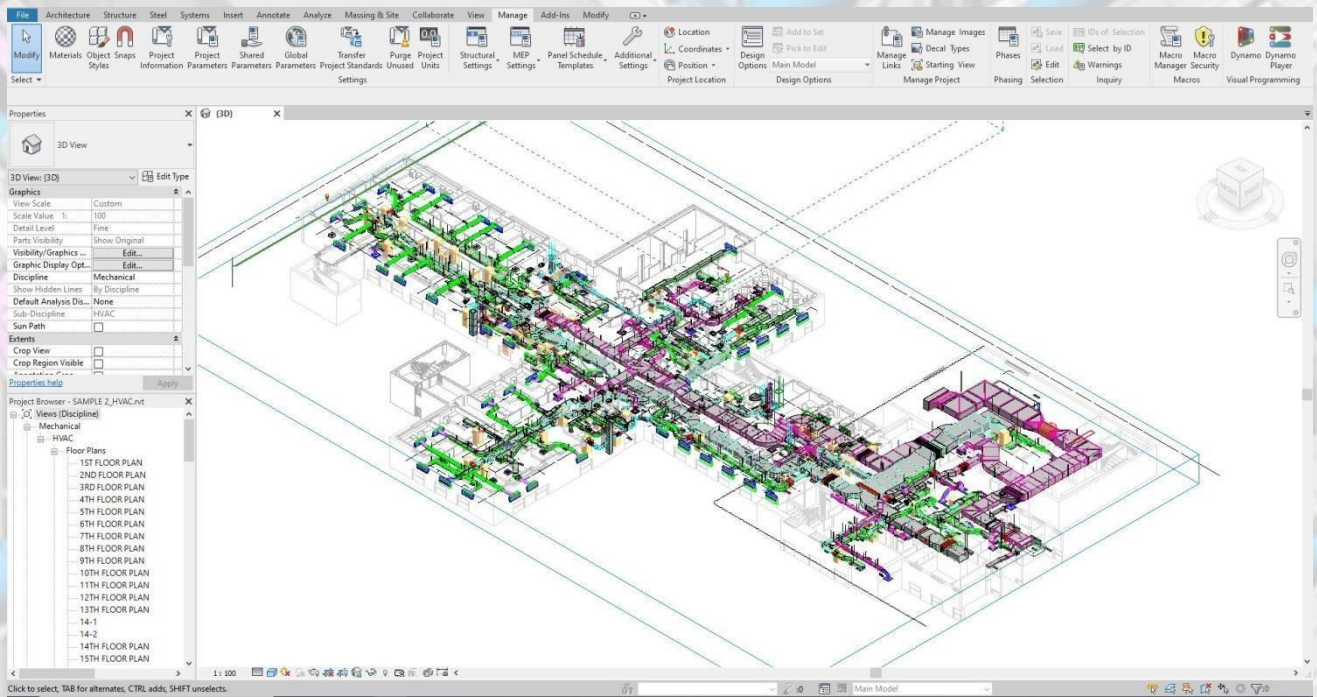 File Architecture Structure Steel Systems Insert Annotate Analyze Massing & Site Collaborate View Manage Add-Ins Modify
Modify Materials Object Styles Snaps Project Information Project Parameters Shared Parameters Global Parameters Transfer Project Standards Purge Unused Project Units Structural Settings MEP Settings Panel Schedule Templates Additional Settings
Location
Coordinates
Position
Design Options
Add to Set
Pick to Edit
Main Model
Manage Links
Manage Images
Decal Types
Starting View
Phases
Save
Load
Edit
IDs of Selection
Select by ID
Warnings
Macro Manager Macro Security Dynamo Dynamo Player
Select Settings Project Location Design Options Manage Project Phasing Selection Inquiry Macros Visual Programming
Properties
3D View
3D View: {3D} Edit Type
Graphics
View Scale Custom
Scale Value 1: 100
Detail Level Fine
Parts Visibility Show Original
Visibility/Graphics ... Edit...
Graphic Display Opt... Edit...
Discipline Mechanical
Show Hidden Lines By Discipline
Default Analysis Dis... None
Sub-Discipline HVAC
Sun Path
Extents
Crop View
Crop Region Visible
Properties help Apply
Project Browser - SAMPLE 2_HVAC.rvt
Views (Discipline)
Mechanical
HVAC
Floor Plans
1ST FLOOR PLAN
2ND FLOOR PLAN
3RD FLOOR PLAN
4TH FLOOR PLAN
5TH FLOOR PLAN
6TH FLOOR PLAN
7TH FLOOR PLAN
8TH FLOOR PLAN
9TH FLOOR PLAN
10TH FLOOR PLAN
11TH FLOOR PLAN
12TH FLOOR PLAN
13TH FLOOR PLAN
14-1
14-2
14TH FLOOR PLAN
15TH FLOOR PLAN
{3D}
1 : 100
Click to select, TAB for alternates, CTRL adds, SHIFT unselects.
:0 Main Model :0